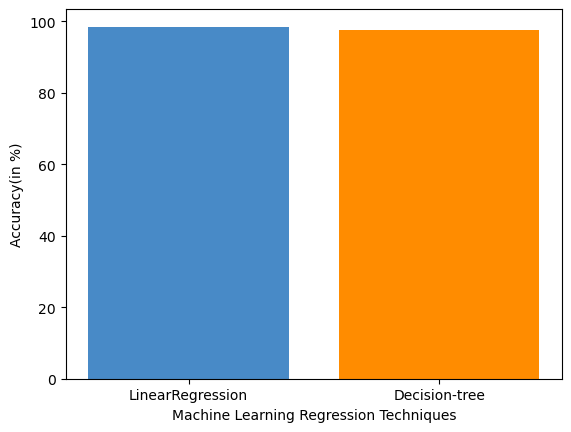 100
80
60
40
20
0
Accuracy(in %)
LinearRegression
Decision-tree
Machine Learning Regression Techniques